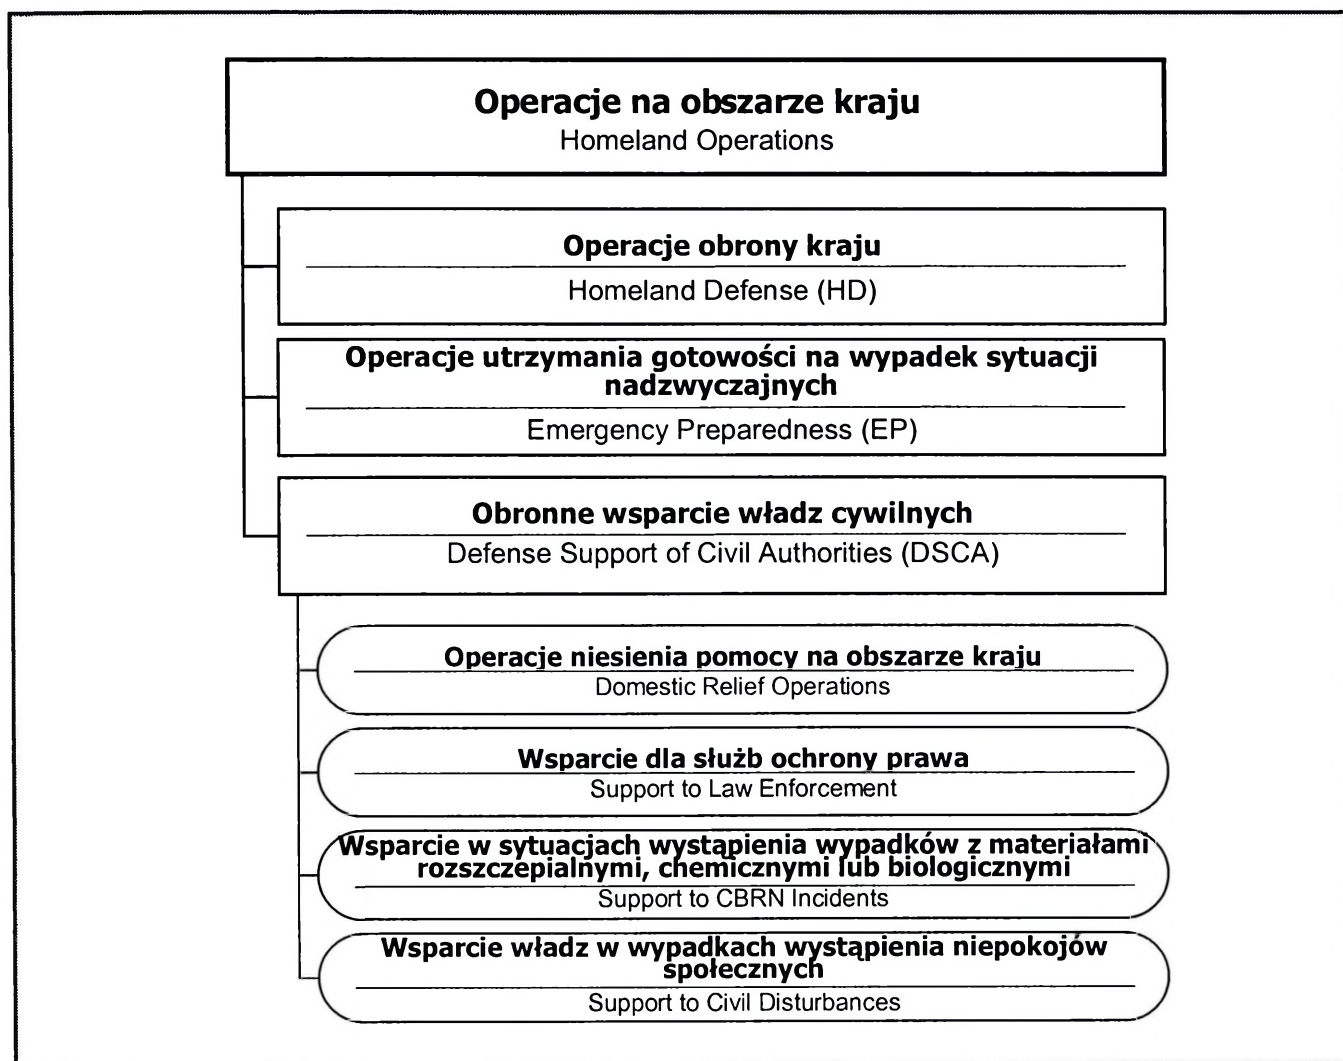 Operacje na obszarze kraju
Homeland Operations
Operacje obrony kraju
Homeland Defense (HD)
Operacje utrzymania gotowości na wypadek sytuacji
nadzwyczajnych
Emergency Preparedness (EP)
Obronne wsparcie władz cywilnych
Defense Support of Civil Authorities (DSCA)
Operacje niesienia pomocy na obszarze kraju
Domestic Relief Operations
Wsparcie dla służb ochrony prawa
Support to Law Enforcement
Wsparcie w sytuacjach wystąpienia wypadków z materiałami
rozszczepialnymi, chemicznymi lub biologicznymi
Support to CBRN Incidents
Wsparcie władz w wypadkach wystąpienia niepokojów
społecznych
Support to Civil Disturbances